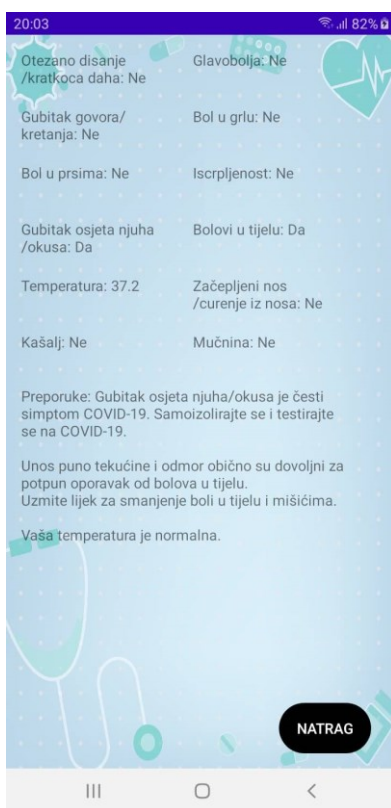 20:03
82%
Otezano disanje
/kratkoca daha: Ne
Glavobolja: Ne
Gubitak govora/
kretanja: Ne
Bol u grlu: Ne
Bol u prsima: Ne
Iscrpljenost: Ne
Gubitak osjeta njuha
/okusa: Da
Bolovi u tijelu: Da
Temperatura: 37.2
Začepljeni nos
/curenje iz nosa: Ne
Kašalj: Ne
Mučnina: Ne
Preporuke: Gubitak osjeta njuha/okusa je česti
simptom COVID-19. Samoizolirajte se i testirajte
se na COVID-19.
Unos puno tekućine i odmor obično su dovoljni za
potpun oporavak od bolova u tijelu.
Uzmite lijek za smanjenje boli u tijelu i mišićima.
Vaša temperatura je normalna.
NATRAG